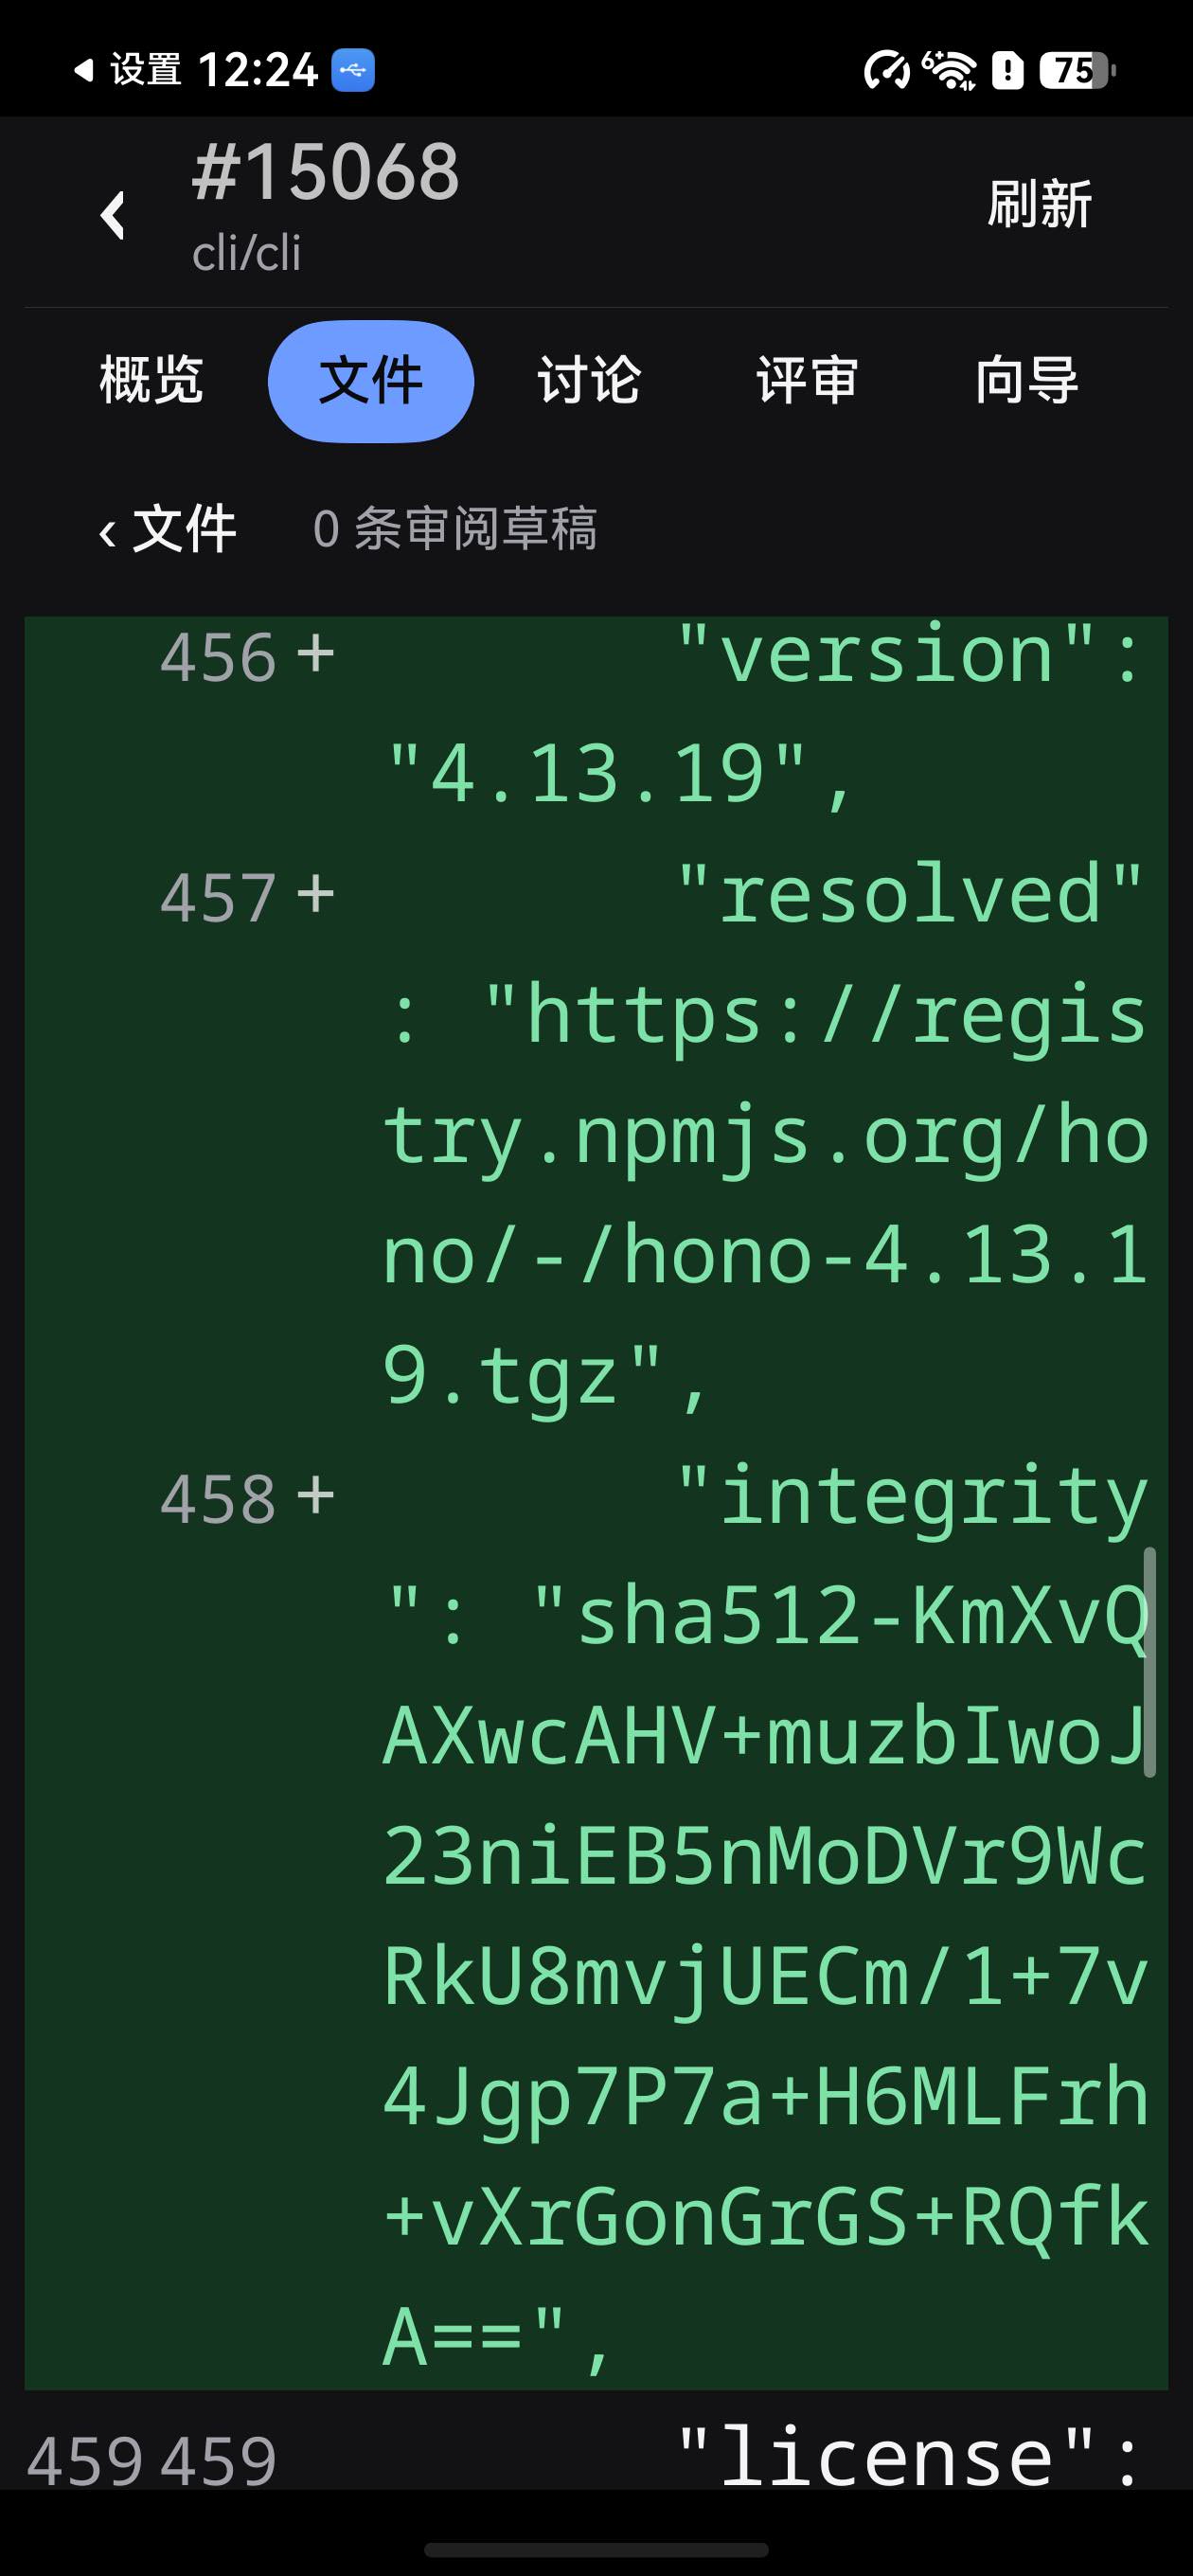 设置 12:24 75
#15068
cli/cli
刷新
概览 文件 讨论 评审 向导
‹ 文件 0 条审阅草稿
456 + "version":
"4.13.19",
457 + "resolved"
: "https://regis
try.npmjs.org/ho
no/-/hono-4.13.1
9.tgz",
458 + "integrity
": "sha512-KmXvQ
AXwcAHV+muzbIwoJ
23niEB5nMoDVr9Wc
RkU8mvjUECm/1+7v
4Jgp7P7a+H6MLFrh
+vXrGonGrGS+RQfk
A==",
459 459 "license":